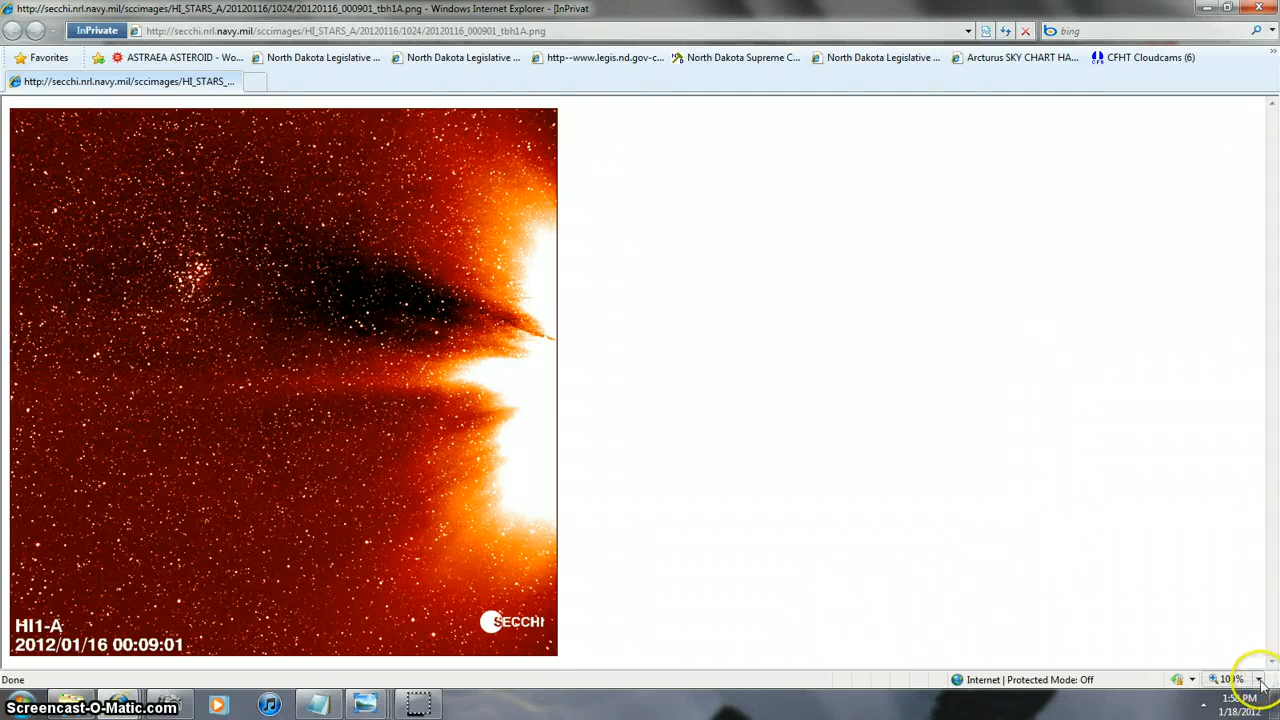 http://secchi.nrl.navy.mil/sccimages/HI_STARS_A/20120116/1024/20120116_000901_tbh1A.png - Windows Internet Explorer - [InPrivat
InPrivate http://secchi.nrl.navy.mil/sccimages/HI_STARS_A/20120116/1024/20120116_000901_tbh1A.png bing
Favorites ASTRAEA ASTEROID - Wo... North Dakota Legislative ... North Dakota Legislative ... http--www.legis.nd.gov-c... North Dakota Supreme C... North Dakota Legislative ... Arcturus SKY CHART HA... CFHT Cloudcams (6)
http://secchi.nrl.navy.mil/sccimages/HI_STARS_...
HI1-A
SECCHI
2012/01/16 00:09:01
Done Internet | Protected Mode: Off
Screencast-O-Matic.com
1/18/2012